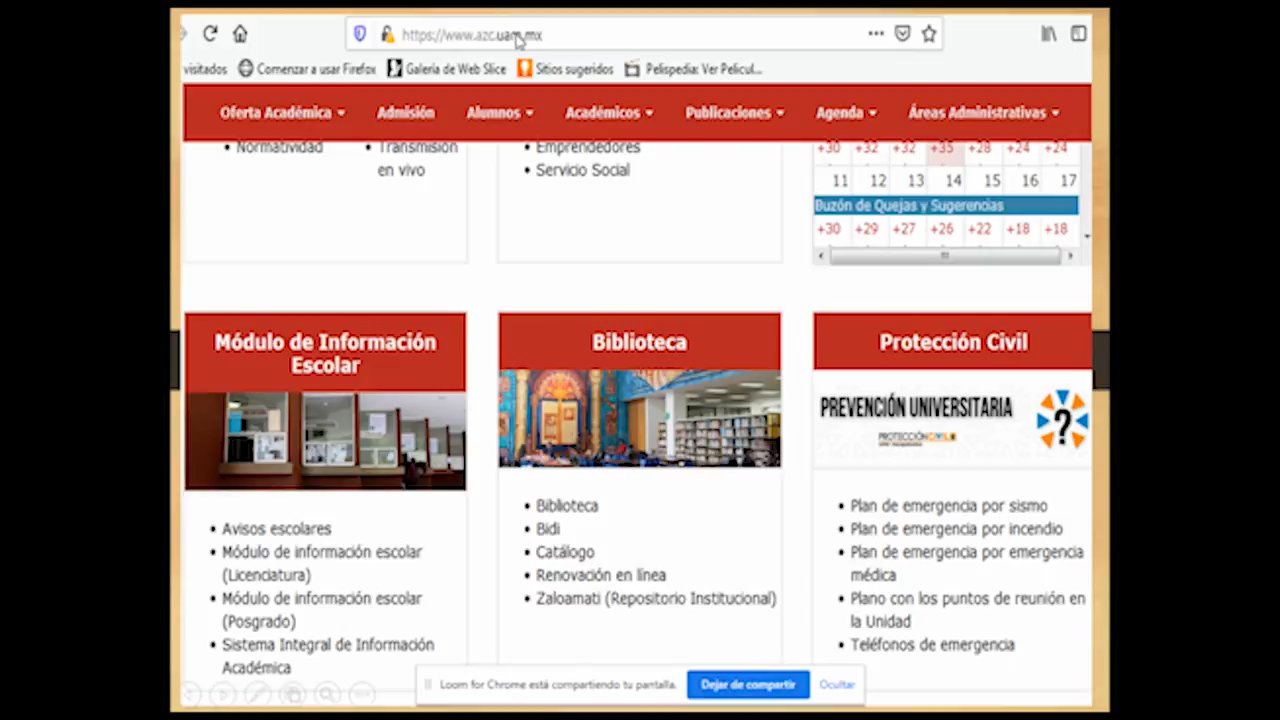 https://www.azc.uam.mx
visitados Comenzar a usar Firefox Galería de Web Slice Sitios sugeridos Pelispedia: Ver Pelicul...
Oferta Académica Admisión Alumnos Académicos Publicaciones Agenda Áreas Administrativas
• Normatividad
• Transmisión
en vivo
• Emprendedores
• Servicio Social
+30 +32 +32 +35 +28 +24 +24
11 12 13 14 15 16 17
Buzón de Quejas y Sugerencias
+30 +29 +27 +26 +22 +18 +18
Módulo de Información
Escolar
• Avisos escolares
• Módulo de información escolar
(Licenciatura)
• Módulo de información escolar
(Posgrado)
• Sistema Integral de Información
Académica
Biblioteca
• Biblioteca
• Bidi
• Catálogo
• Renovación en línea
• Zaloamati (Repositorio Institucional)
Protección Civil
PREVENCIÓN UNIVERSITARIA
PROTECCIÓN CIVIL
?
• Plan de emergencia por sismo
• Plan de emergencia por incendio
• Plan de emergencia por emergencia
médica
• Plano con los puntos de reunión en
la Unidad
• Teléfonos de emergencia
Loom for Chrome está compartiendo tu pantalla. Dejar de compartir Ocultar